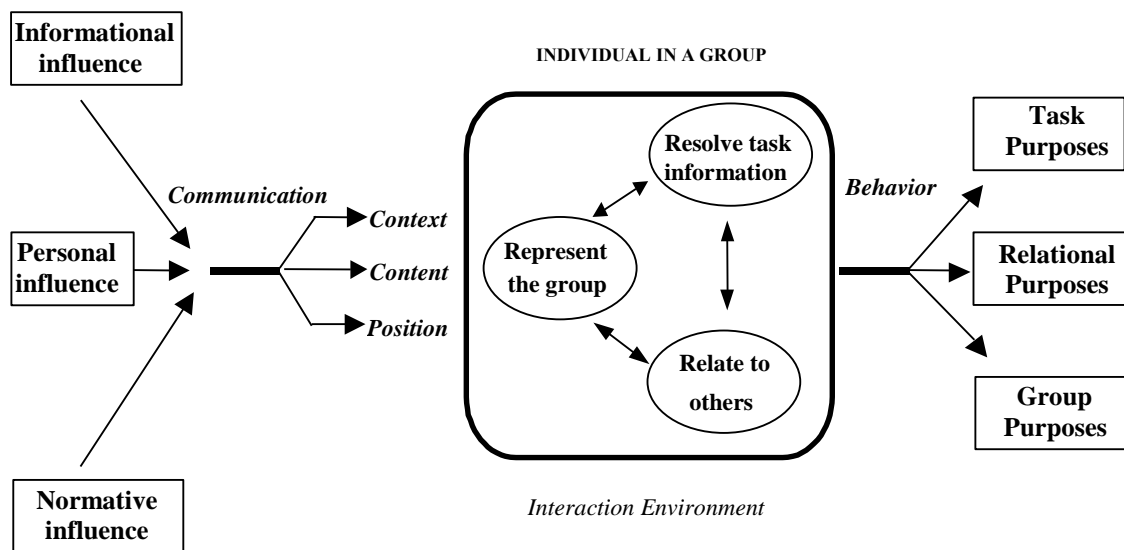 Informational
influence
Personal
influence
Normative
influence
Communication
Context
Content
Position
INDIVIDUAL IN A GROUP
Resolve task
information
Represent
the group
Relate to
others
Interaction Environment
Behavior
Task
Purposes
Relational
Purposes
Group
Purposes